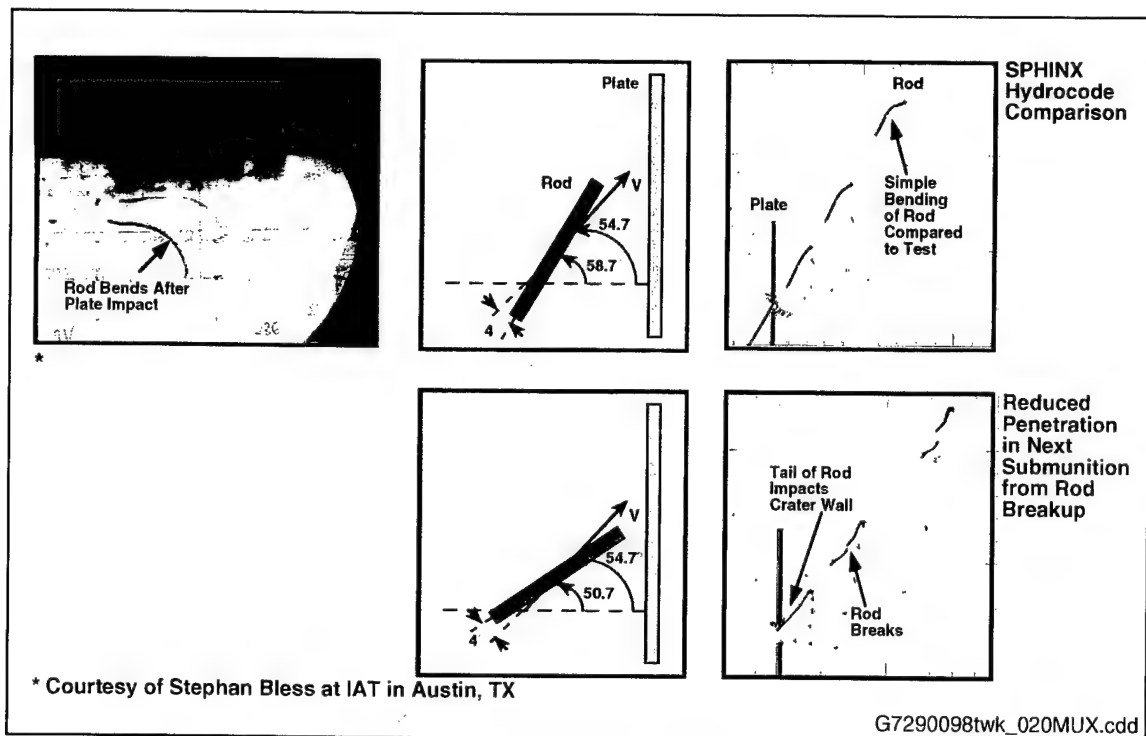 Rod Bends After
Plate Impact
*
Plate
Rod
V
54.7
58.7
4
Rod
Plate
Simple
Bending
of Rod
Compared
to Test
SPHINX
Hydrocode
Comparison
V
54.7
50.7
4
Tail of Rod
Impacts
Crater Wall
Rod
Breaks
Reduced
Penetration
in Next
Submunition
from Rod
Breakup
* Courtesy of Stephan Bless at IAT in Austin, TX
G7290098twk_020MUX.cdd